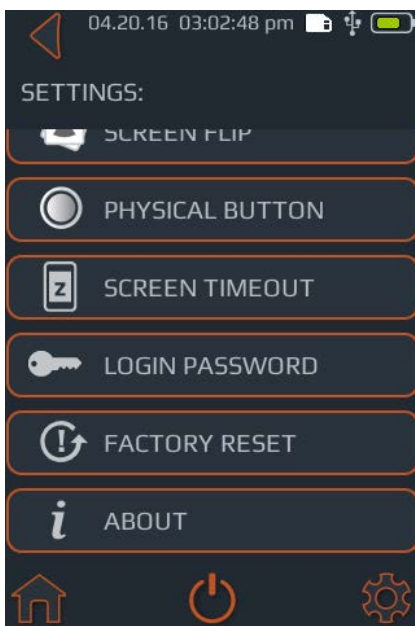 04.20.16 03:02:48 pm
SETTINGS:
SCREEN FLIP
PHYSICAL BUTTON
z SCREEN TIMEOUT
LOGIN PASSWORD
FACTORY RESET
i ABOUT